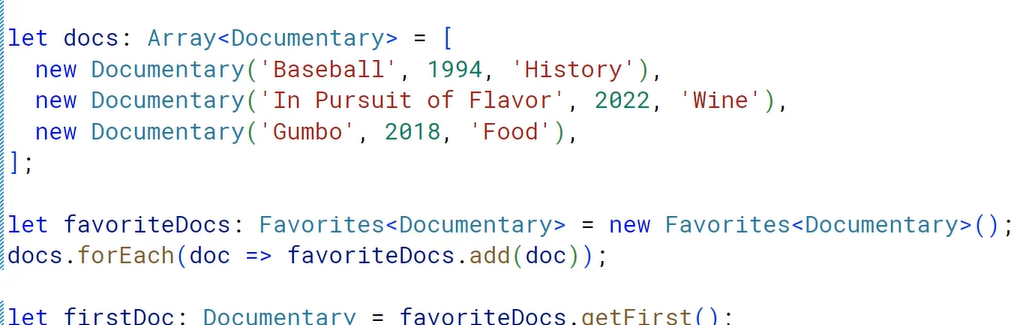 let docs: Array<Documentary> = [
  new Documentary('Baseball', 1994, 'History'),
  new Documentary('In Pursuit of Flavor', 2022, 'Wine'),
  new Documentary('Gumbo', 2018, 'Food'),
];
let favoriteDocs: Favorites<Documentary> = new Favorites<Documentary>();
docs.forEach(doc => favoriteDocs.add(doc));
let firstDoc: Documentary = favoriteDocs.getFirst();